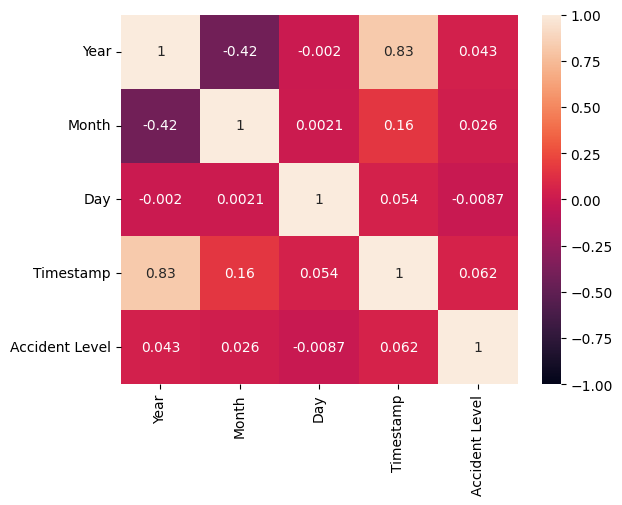 Year 1 -0.42 -0.002 0.83 0.043
Month -0.42 1 0.0021 0.16 0.026
Day -0.002 0.0021 1 0.054 -0.0087
Timestamp 0.83 0.16 0.054 1 0.062
Accident Level 0.043 0.026 -0.0087 0.062 1
Year Month Day Timestamp Accident Level
1.00
0.75
0.50
0.25
0.00
−0.25
−0.50
−0.75
−1.00